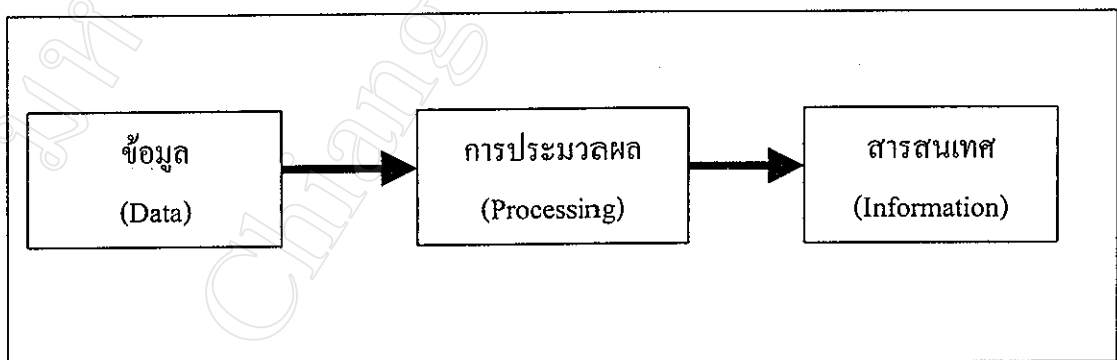 ข้อมูล
(Data)
การประมวลผล
(Processing)
สารสนเทศ
(Information)
Chiang